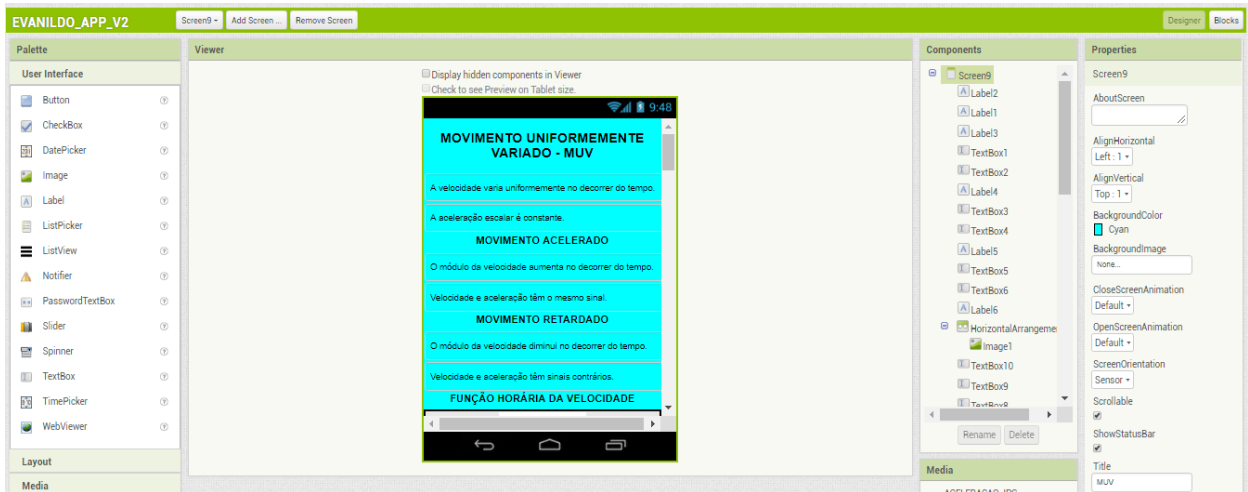 EVANILDO_APP_V2
Screen9
Add Screen ...
Remove Screen
Designer
Blocks
Palette
User Interface
Button
CheckBox
DatePicker
Image
Label
ListPicker
ListView
Notifier
PasswordTextBox
Slider
Spinner
TextBox
TimePicker
WebViewer
Layout
Media
Viewer
Display hidden components in Viewer
Check to see Preview on Tablet size.
9:48
MOVIMENTO UNIFORMEMENTE
VARIADO - MUV
A velocidade varia uniformemente no decorrer do tempo.
A aceleração escalar é constante.
MOVIMENTO ACELERADO
O módulo da velocidade aumenta no decorrer do tempo.
Velocidade e aceleração têm o mesmo sinal.
MOVIMENTO RETARDADO
O módulo da velocidade diminui no decorrer do tempo.
Velocidade e aceleração têm sinais contrários.
FUNÇÃO HORÁRIA DA VELOCIDADE
Components
Screen9
Label2
Label1
Label3
TextBox1
TextBox2
Label4
TextBox3
TextBox4
Label5
TextBox5
TextBox6
Label6
HorizontalArrangemen
Image1
TextBox10
TextBox9
TextBox8
Rename
Delete
Media
ACELERACAO.JPG
Properties
Screen9
AboutScreen
AlignHorizontal
Left : 1
AlignVertical
Top : 1
BackgroundColor
Cyan
BackgroundImage
None...
CloseScreenAnimation
Default
OpenScreenAnimation
Default
ScreenOrientation
Sensor
Scrollable
ShowStatusBar
Title
MUV